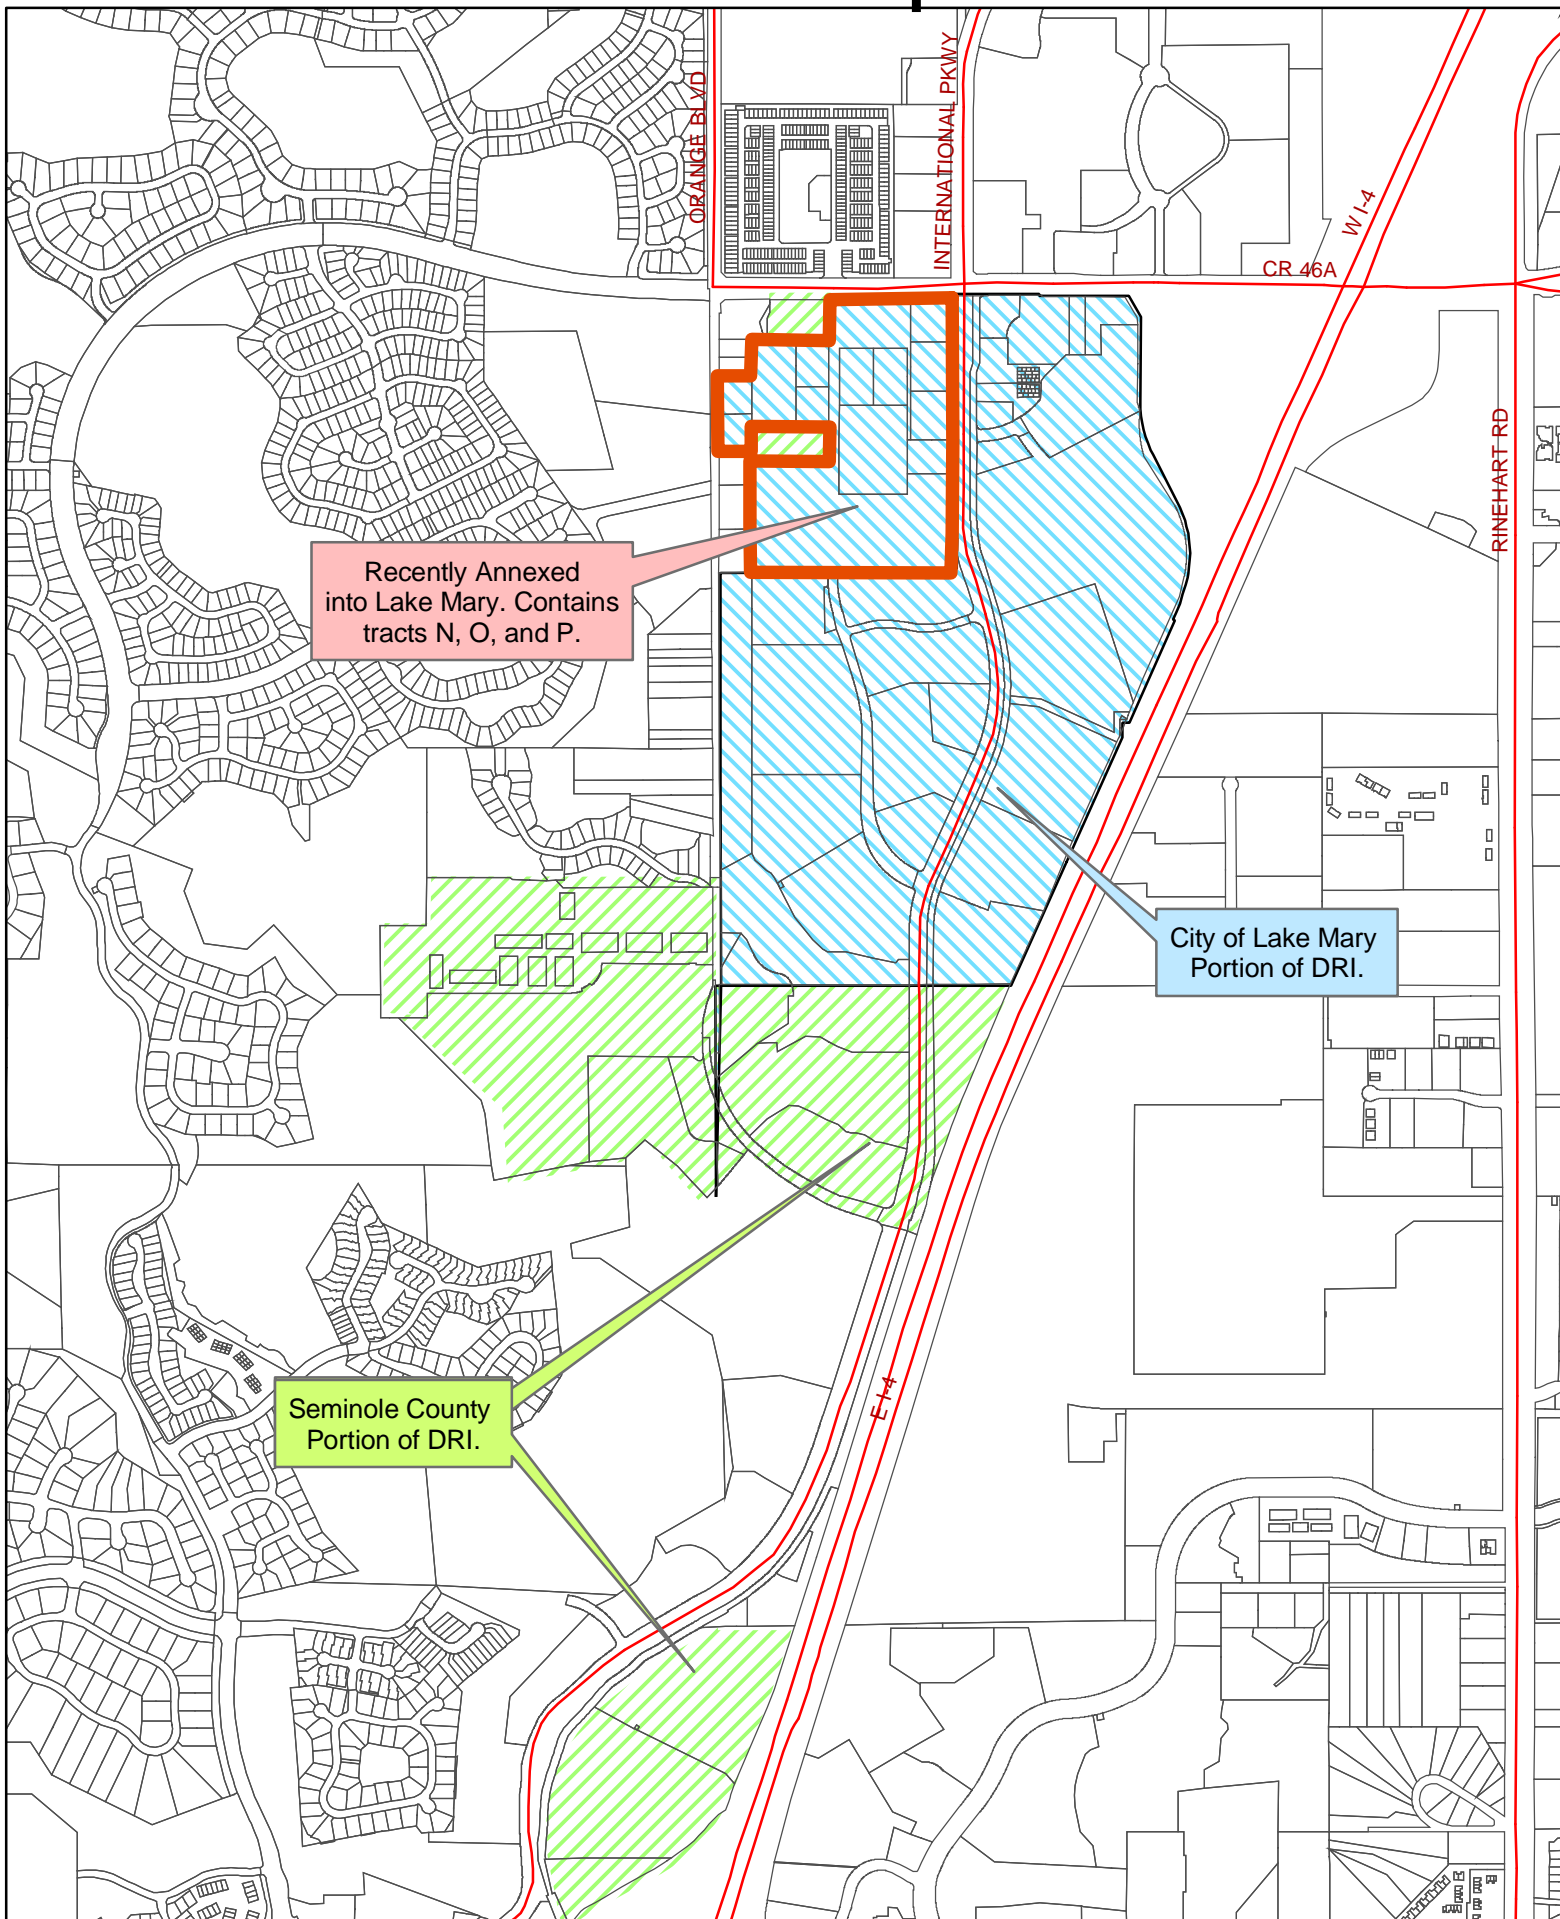 ORANGE BLVD
INTERNATIONAL PKWY
W I-4
CR 46A
RINEHART RD
Recently Annexed
into Lake Mary. Contains
tracts N, O, and P.
City of Lake Mary
Portion of DRI.
Seminole County
Portion of DRI.
E I-4